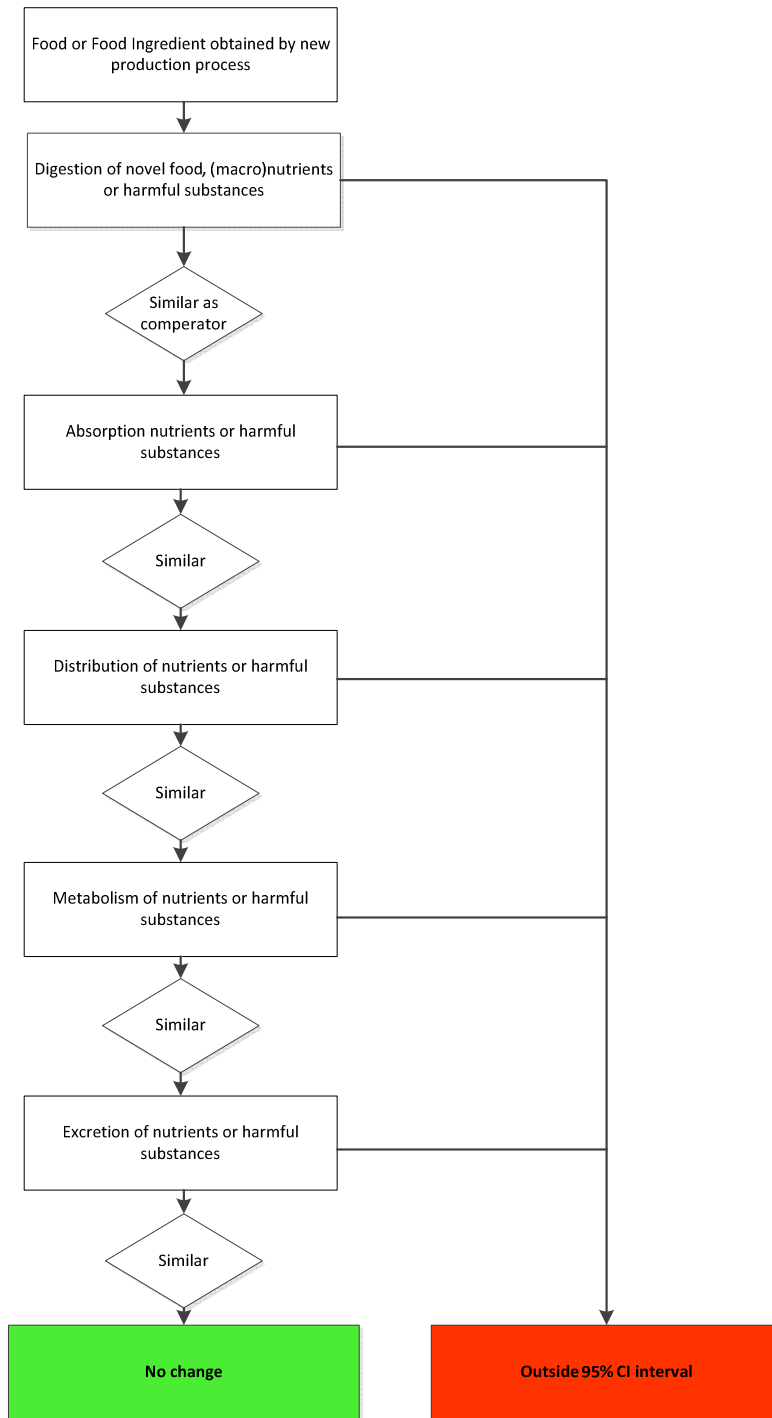 Food or Food Ingredient obtained by new
production process
Digestion of novel food, (macro)nutrients
or harmful substances
Similar as
comperator
Absorption nutrients or harmful
substances
Similar
Distribution of nutrients or harmful
substances
Similar
Metabolism of nutrients or harmful
substances
Similar
Excretion of nutrients or harmful
substances
Similar
No change
Outside 95% CI interval